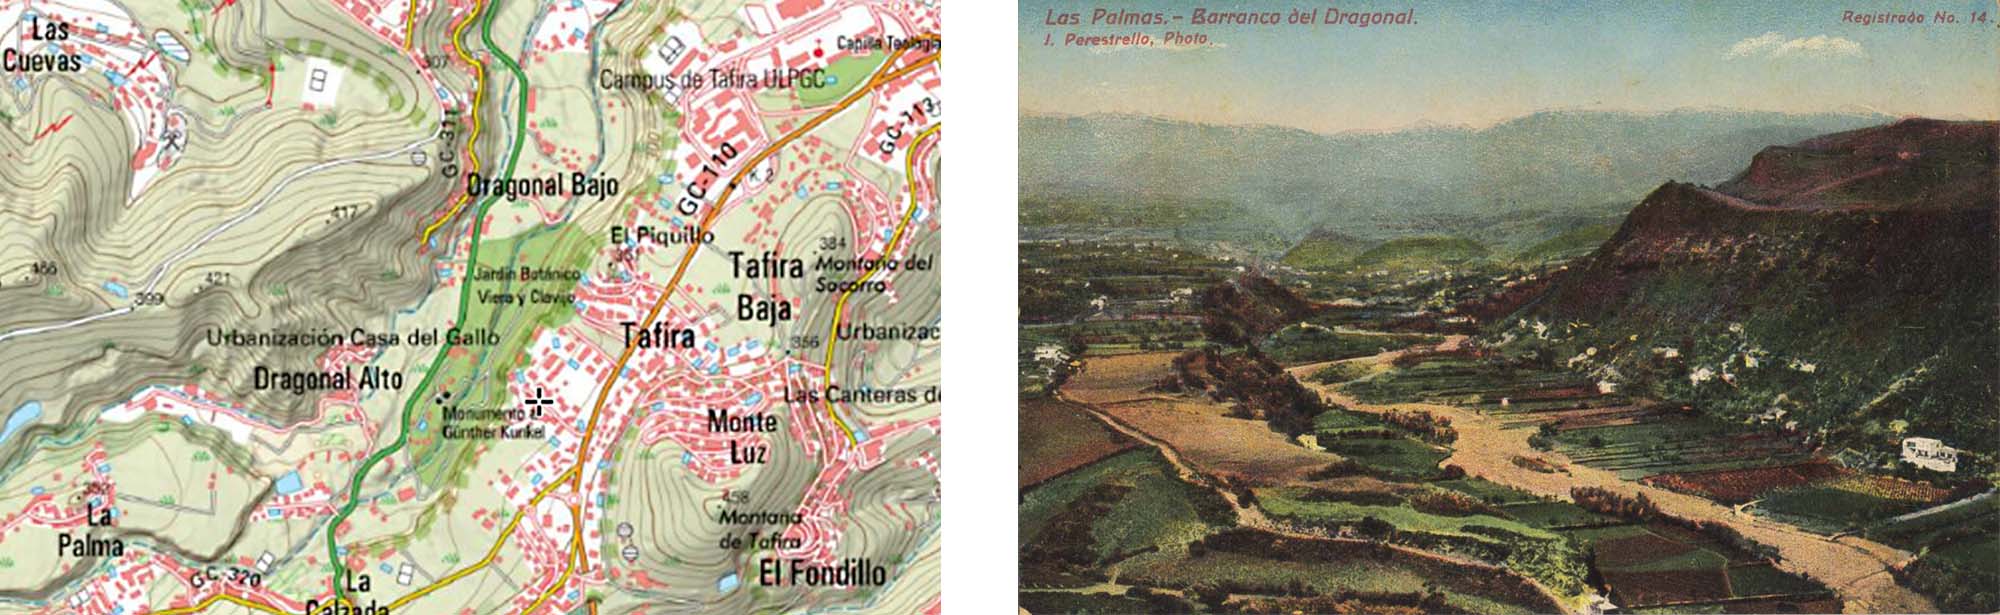 Las
Cuevas
307
Capilla Teología
Campus de Tafira ULPGC
GC-311
GC-113
GC-110
K. 2
Dragonal Bajo
417
El Piquillo
384
Tafira
Baja
Montaña del
Socorro
Jardín Botánico
Viera y Clavijo
421
399
Urbanización Casa del Gallo
Tafira
356
Urbanizac
Dragonal Alto
Las Canteras de
Monumento a
Günther Kunkel
Monte
Luz
La
Palma
458
Montaña
de Tafira
GC-320
La
Calzada
El Fondillo
Las Palmas.- Barranco del Dragonal.
J. Perestrello, Photo.
Registrado No. 14.